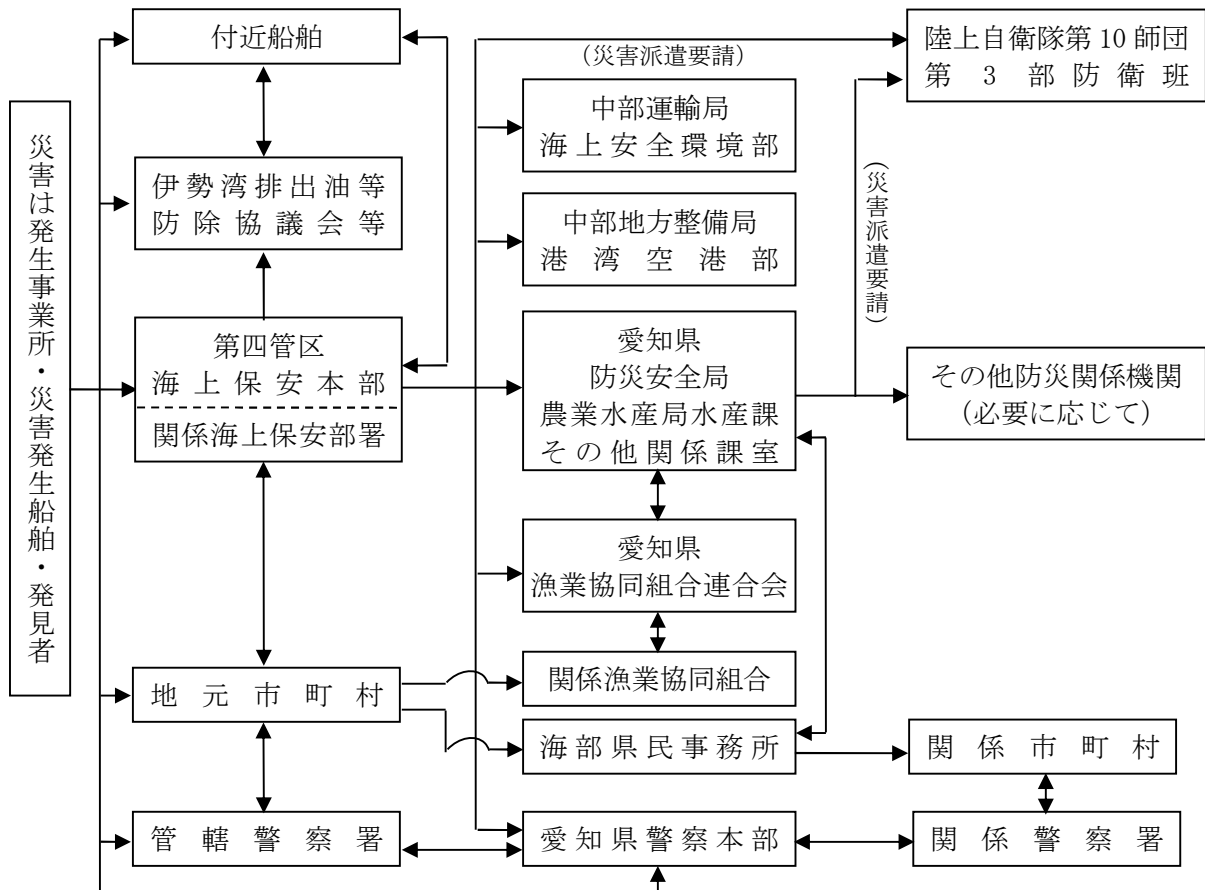 災害は発生事業所・災害発生船舶・発見者
付近船舶
伊勢湾排出油等
防除協議会等
第四管区
海上保安本部
関係海上保安部署
地元市町村
管轄警察署
(災害派遣要請)
中部運輸局
海上安全環境部
中部地方整備局
港湾空港部
愛知県
防災安全局
農業水産局水産課
その他関係課室
愛知県
漁業協同組合連合会
関係漁業協同組合
海部県民事務所
愛知県警察本部
陸上自衛隊第10師団
第3部防衛班
(災害派遣要請)
その他防災関係機関
(必要に応じて)
関係市町村
関係警察署